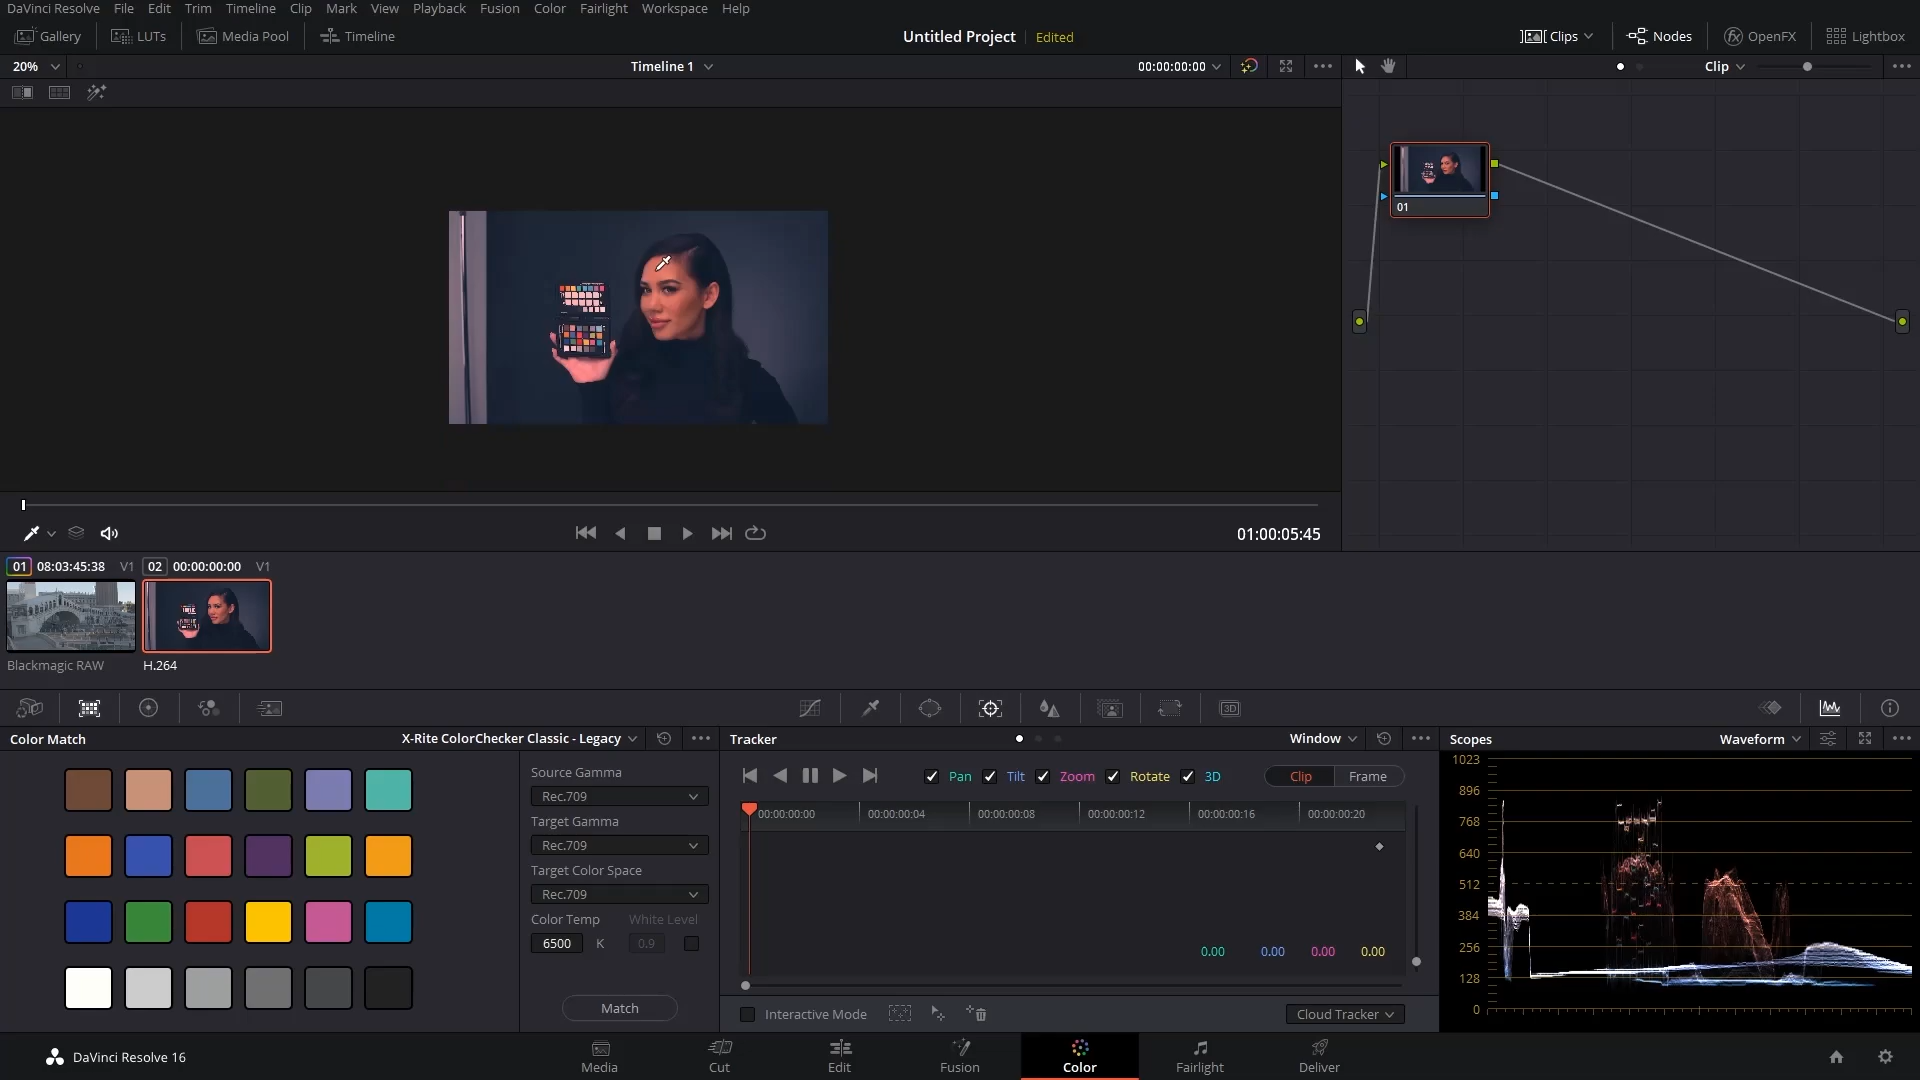 DaVinci Resolve File Edit Trim Timeline Clip Mark View Playback Fusion Color Fairlight Workspace Help
Gallery LUTs Media Pool Timeline Untitled Project Edited Clips Nodes OpenFX Lightbox
20% Timeline 1 00:00:00:00 Clip
01
01:00:05:45
01 08:03:45:38 V1 02 00:00:00:00 V1
Blackmagic RAW H.264
3D
Color Match X-Rite ColorChecker Classic - Legacy Tracker Window Scopes Waveform
Source Gamma
Rec.709
Target Gamma
Rec.709
Target Color Space
Rec.709
Color Temp White Level
6500 K 0.9
Match
Pan Tilt Zoom Rotate 3D Clip Frame
00:00:00:00 00:00:00:04 00:00:00:08 00:00:00:12 00:00:00:16 00:00:00:20
0.00 0.00 0.00 0.00
Interactive Mode Cloud Tracker
1023
896
768
640
512
384
256
128
0
DaVinci Resolve 16 Media Cut Edit Fusion Color Fairlight Deliver